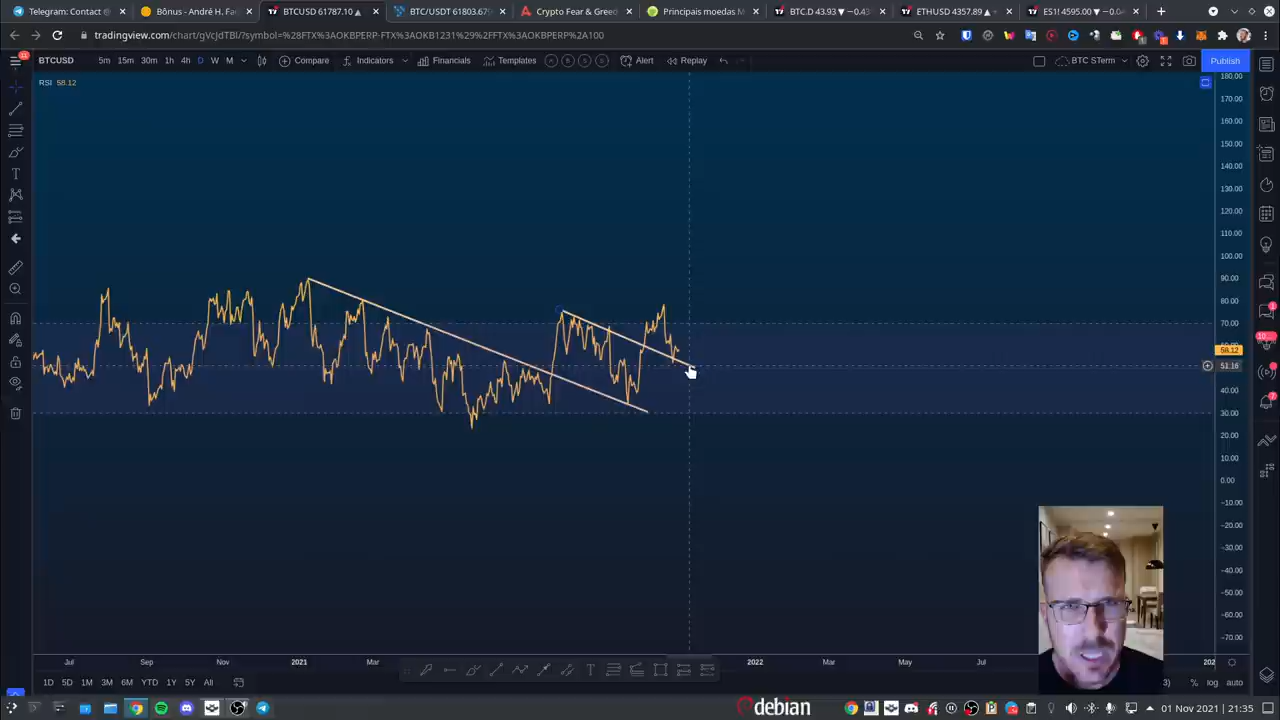 Telegram: Contact @
Bônus - André H. Fa
BTCUSD 61787.10 ▲
BTC/USDT 61803.67
Crypto Fear & Greed
Principais moedas M
BTC.D 43.93 ▼ −0.43
ETHUSD 4357.89 ▲
ES1! 4595.00 ▼ −0.0
tradingview.com/chart/gVcJdTBl/?symbol=%28FTX%3AOKBPERP-FTX%3AOKB1231%29%2FFTX%3AOKBPERP%2A100
11
BTCUSD
5m 15m 30m 1h 4h D W M
Compare
Indicators
Financials
Templates
Alert
Replay
BTC STerm
Publish
RSI 58.12
180.00
170.00
160.00
150.00
140.00
130.00
120.00
110.00
100.00
90.00
80.00
70.00
58.12
51.16
40.00
30.00
20.00
10.00
0.00
−10.00
−20.00
−30.00
−40.00
−50.00
−60.00
−70.00
Jul Sep Nov 2021 Mar 2022 Mar May Jul 202
1D 5D 1M 3M 6M YTD 1Y 5Y All
% log auto
debian
01 Nov 2021 21:35